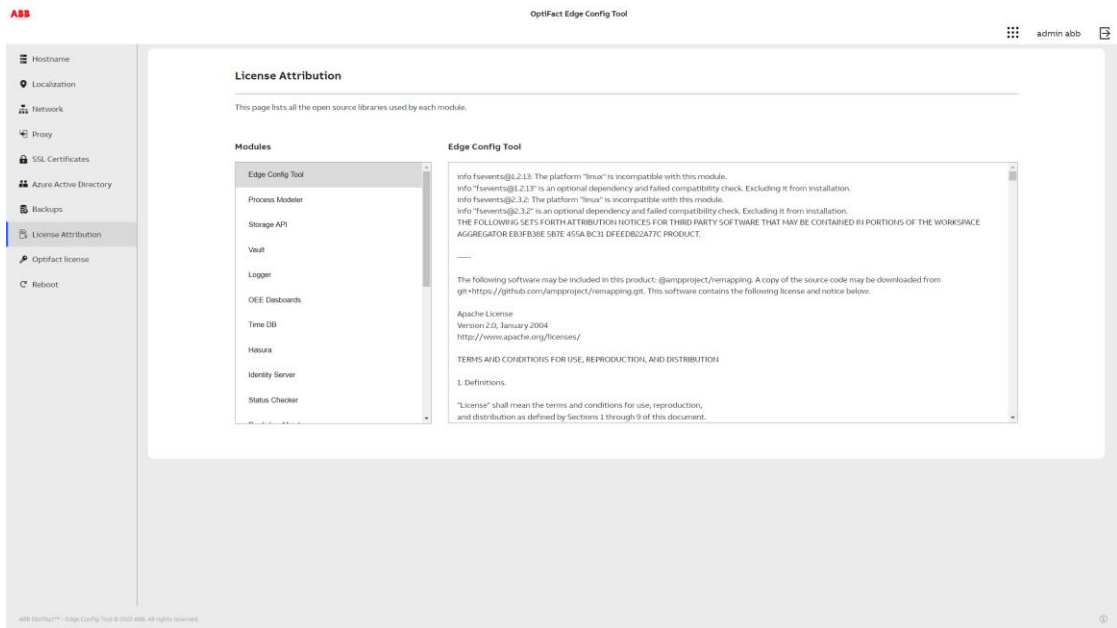 ABB
OptiFact Edge Config Tool
admin abb
Hostname
Localization
Network
Proxy
SSL Certificates
Azure Active Directory
Backups
License Attribution
Optifact license
Reboot
License Attribution
This page lists all the open source libraries used by each module.
Modules
Edge Config Tool
Process Modeler
Storage API
Vault
Logger
OEE Dasboards
Time DB
Hasura
Identity Server
Status Checker
Edge Config Tool
info fsevents@1.2.13: The platform "linux" is incompatible with this module.
info "fsevents@1.2.13" is an optional dependency and failed compatibility check. Excluding it from installation.
info fsevents@2.3.2: The platform "linux" is incompatible with this module.
info "fsevents@2.3.2" is an optional dependency and failed compatibility check. Excluding it from installation.
THE FOLLOWING SETS FORTH ATTRIBUTION NOTICES FOR THIRD PARTY SOFTWARE THAT MAY BE CONTAINED IN PORTIONS OF THE WORKSPACE
AGGREGATOR EB3FB38E 5B7E 455A BC31 DFEEDB22A77C PRODUCT.
-----
The following software may be included in this product: @ampproject/remapping. A copy of the source code may be downloaded from
git+https://github.com/ampproject/remapping.git. This software contains the following license and notice below:
Apache License
Version 2.0, January 2004
http://www.apache.org/licenses/
TERMS AND CONDITIONS FOR USE, REPRODUCTION, AND DISTRIBUTION
1. Definitions.
"License" shall mean the terms and conditions for use, reproduction,
and distribution as defined by Sections 1 through 9 of this document.
ABB OptiFact™ - Edge Config Tool © 2022 ABB. All rights reserved.